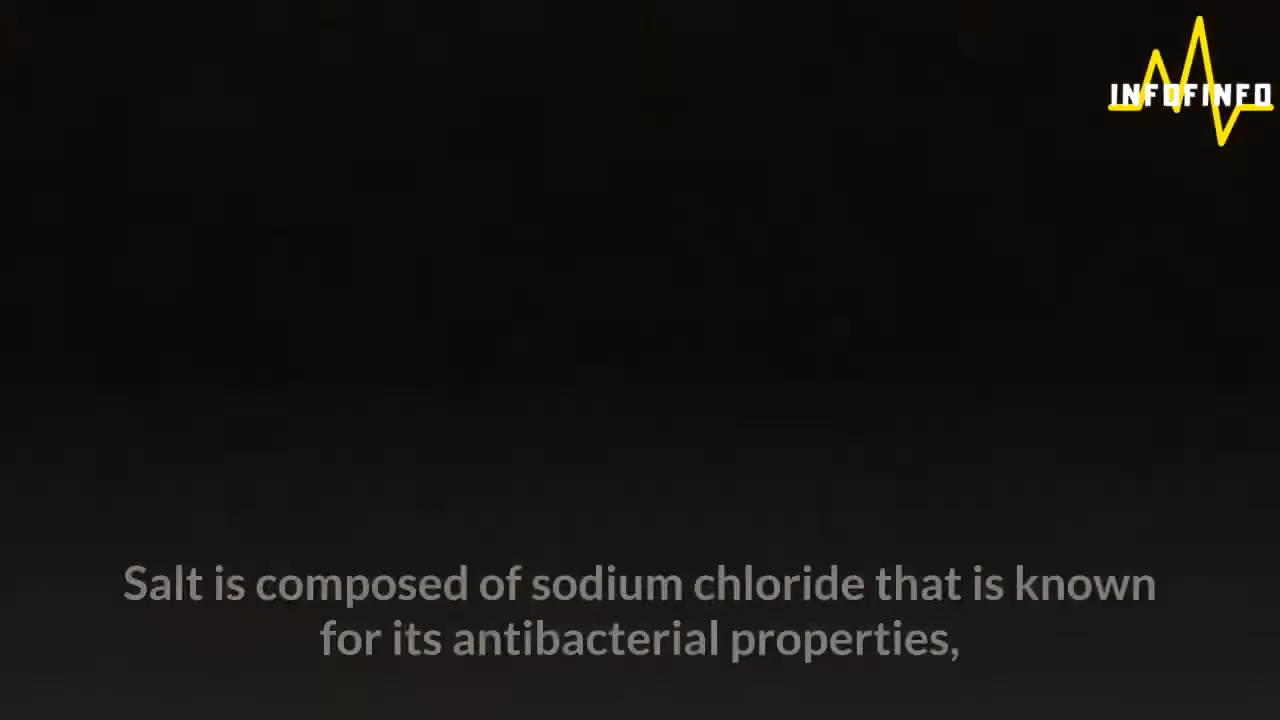 INFOFINFO
Salt is composed of sodium chloride that is known
for its antibacterial properties,